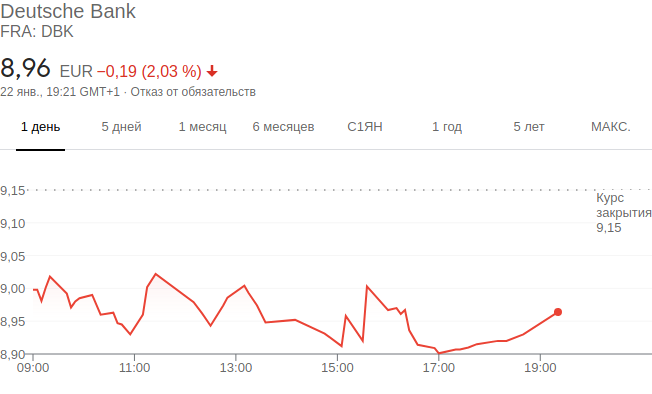 Deutsche Bank
FRA: DBK
8,96 EUR −0,19 (2,03 %)
22 янв., 19:21 GMT+1 · Отказ от обязательств
1 день 5 дней 1 месяц 6 месяцев С1ЯН 1 год 5 лет МАКС.
9,15
Курс
закрытия
9,15
9,10
9,05
9,00
8,95
8,90
09:00 11:00 13:00 15:00 17:00 19:00